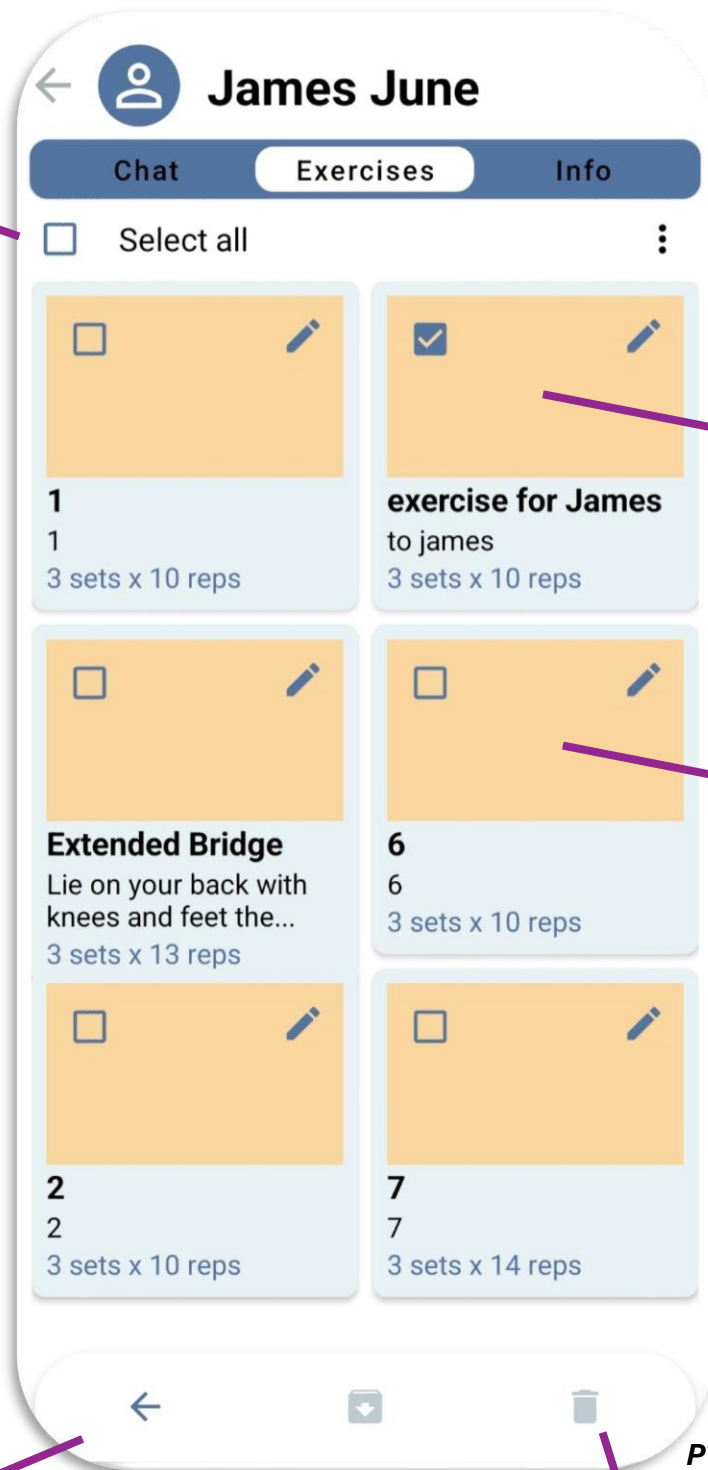 James June
Chat Exercises Info
Select all
1
1
3 sets x 10 reps
exercise for James
to james
3 sets x 10 reps
Extended Bridge
Lie on your back with
knees and feet the...
3 sets x 13 reps
6
6
3 sets x 10 reps
2
2
3 sets x 10 reps
7
7
3 sets x 14 reps